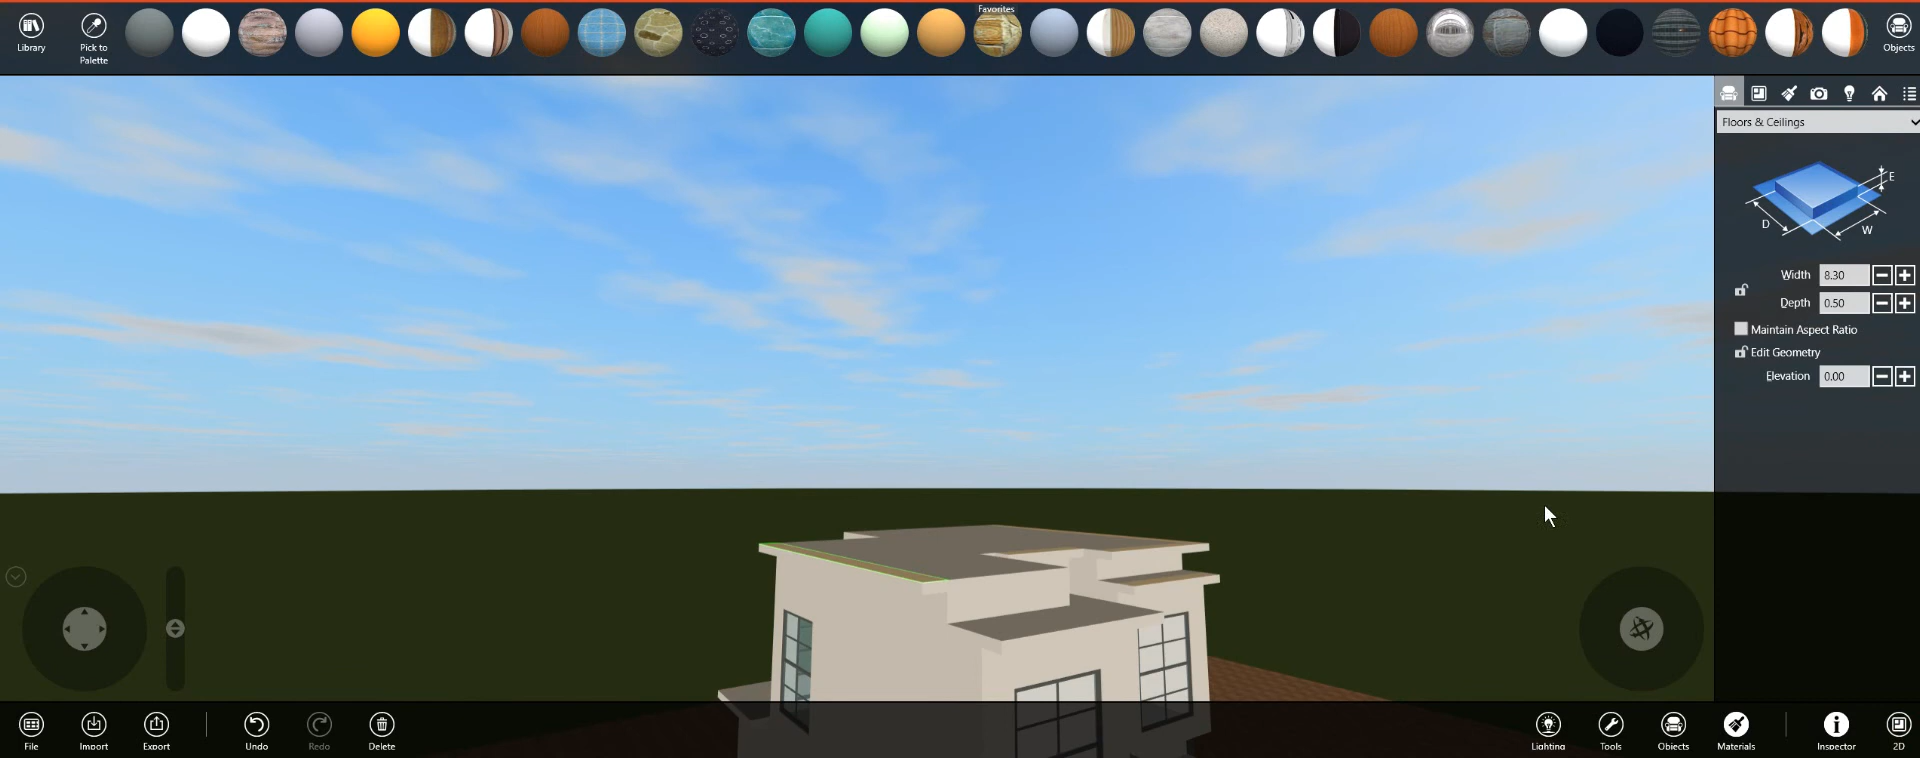 Favorites
Library
Pick to
Palette
Objects
Floors & Ceilings
E
D
W
Width 8.30
Depth 0.50
Maintain Aspect Ratio
Edit Geometry
Elevation 0.00
File
Import
Export
Undo
Redo
Delete
Lighting
Tools
Objects
Materials
Inspector
2D